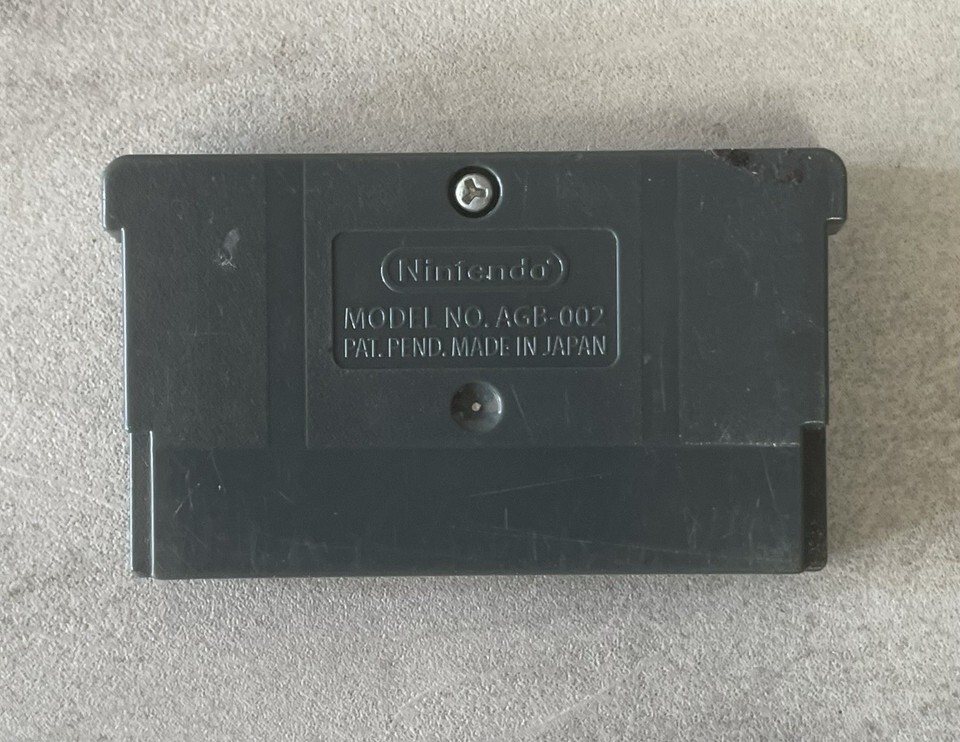 Nintendo
MODEL NO. AGB-002
PAT. PEND. MADE IN JAPAN